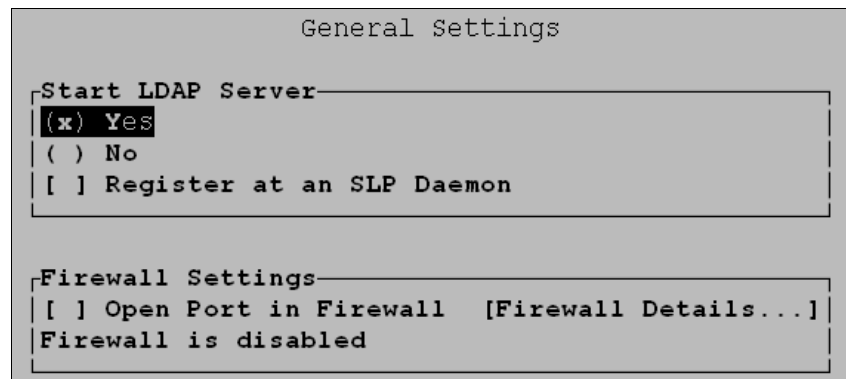 General Settings
Start LDAP Server
(x) Yes
( ) No
[ ] Register at an SLP Daemon
Firewall Settings
[ ] Open Port in Firewall [Firewall Details...]
Firewall is disabled